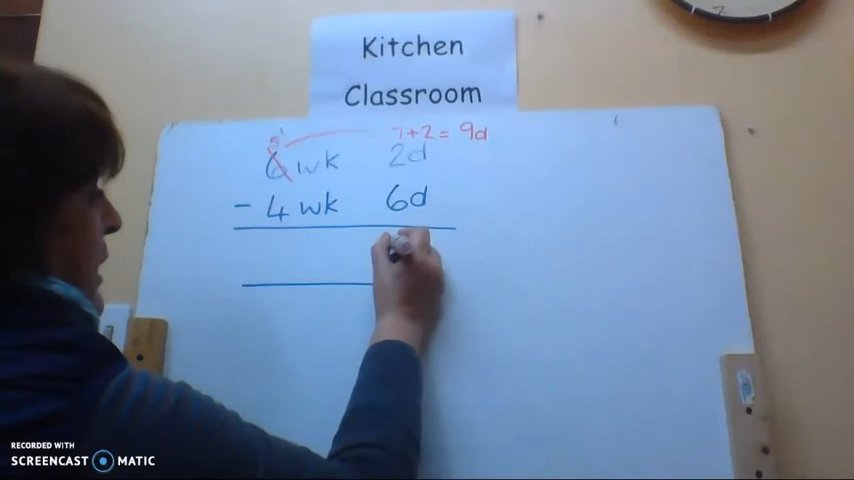 Kitchen
Classroom
5 7+2= 9d
6 wk 2d
- 4 wk 6d
RECORDED WITH
SCREENCAST MATIC